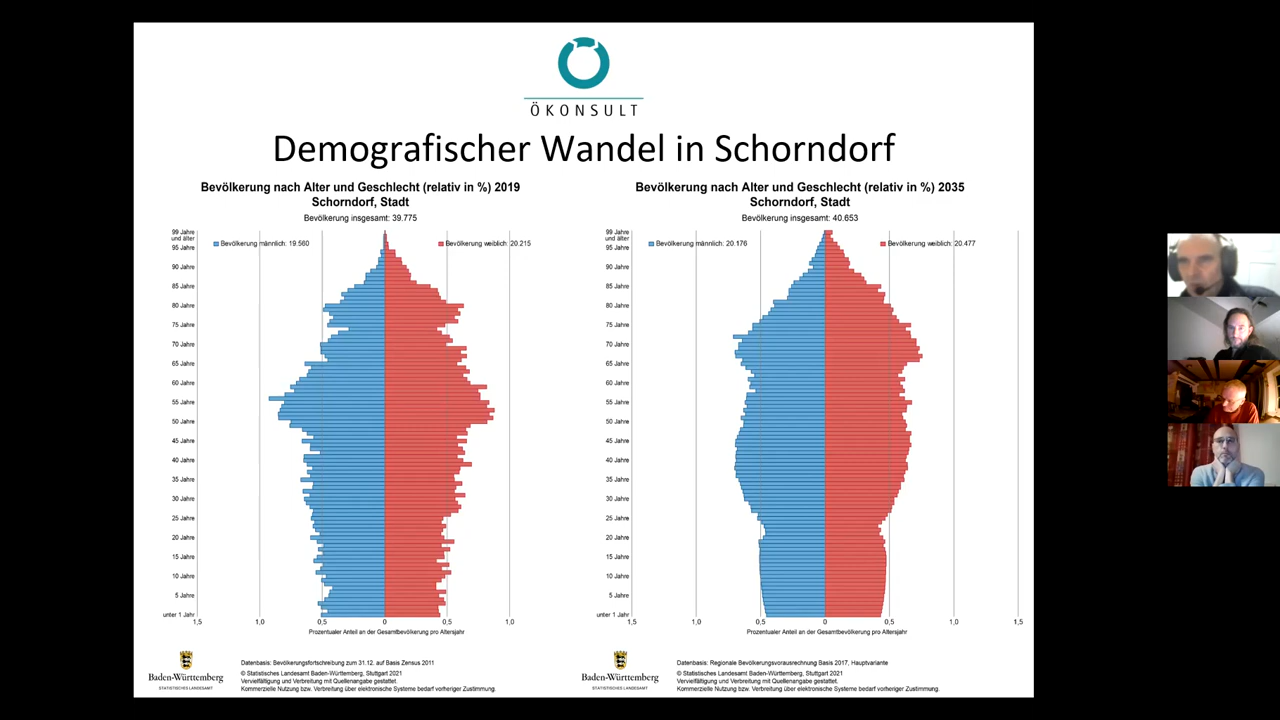 ÖKONSULT
Demografischer Wandel in Schorndorf
Bevölkerung nach Alter und Geschlecht (relativ in %) 2019
Schorndorf, Stadt
Bevölkerung insgesamt: 39.775
99 Jahre
und älter
Bevölkerung männlich: 19.560
Bevölkerung weiblich: 20.215
95 Jahre
90 Jahre
85 Jahre
80 Jahre
75 Jahre
70 Jahre
65 Jahre
60 Jahre
55 Jahre
50 Jahre
45 Jahre
40 Jahre
35 Jahre
30 Jahre
25 Jahre
20 Jahre
15 Jahre
10 Jahre
5 Jahre
unter 1 Jahr
1,5 1,0 0,5 0 0,5 1,0
Prozentualer Anteil an der Gesamtbevölkerung pro Altersjahr
Baden-Württemberg
STATISTISCHES LANDESAMT
Datenbasis: Bevölkerungsfortschreibung zum 31.12. auf Basis Zensus 2011
© Statistisches Landesamt Baden-Württemberg, Stuttgart 2021
Vervielfältigung und Verbreitung mit Quellenangabe gestattet.
Kommerzielle Nutzung bzw. Verbreitung über elektronische Systeme bedarf vorheriger Zustimmung.
Bevölkerung nach Alter und Geschlecht (relativ in %) 2035
Schorndorf, Stadt
Bevölkerung insgesamt: 40.653
99 Jahre
und älter
Bevölkerung männlich: 20.176
Bevölkerung weiblich: 20.477
95 Jahre
90 Jahre
85 Jahre
80 Jahre
75 Jahre
70 Jahre
65 Jahre
60 Jahre
55 Jahre
50 Jahre
45 Jahre
40 Jahre
35 Jahre
30 Jahre
25 Jahre
20 Jahre
15 Jahre
10 Jahre
5 Jahre
unter 1 Jahr
1,5 1,0 0,5 0 0,5 1,0 1,5
Prozentualer Anteil an der Gesamtbevölkerung pro Altersjahr
Baden-Württemberg
STATISTISCHES LANDESAMT
Datenbasis: Regionale Bevölkerungsvorausrechnung Basis 2017, Hauptvariante
© Statistisches Landesamt Baden-Württemberg, Stuttgart 2021
Vervielfältigung und Verbreitung mit Quellenangabe gestattet.
Kommerzielle Nutzung bzw. Verbreitung über elektronische Systeme bedarf vorheriger Zustimmung.